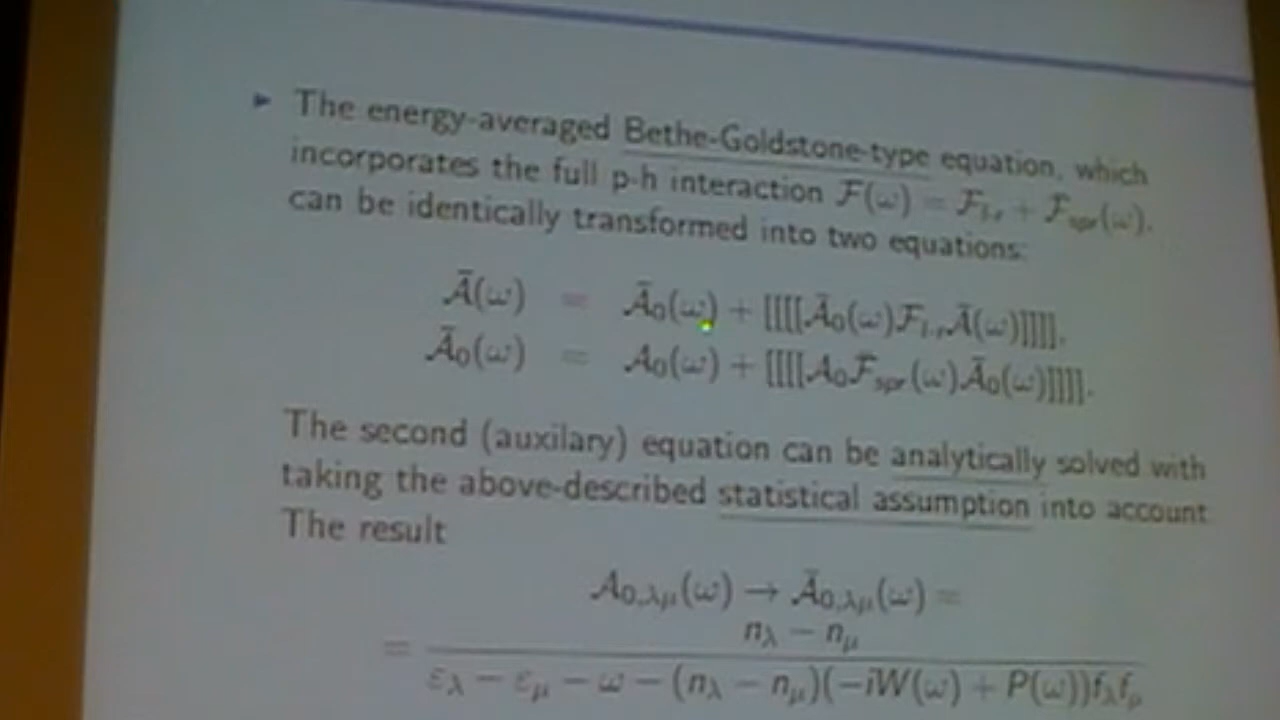 ▶ The energy-averaged Bethe-Goldstone-type equation, which
incorporates the full p-h interaction F(ω) = F_{l.r} + F_{spr}(ω),
can be identically transformed into two equations:
Ā(ω) = Ā₀(ω) + [[[[Ā₀(ω)F_{l.r}Ā(ω)]]]],
Ā₀(ω) = A₀(ω) + [[[[A₀F̄_{spr}(ω)Ā₀(ω)]]]].
The second (auxilary) equation can be analytically solved with
taking the above-described statistical assumption into account.
The result
A_{0,λμ}(ω) → Ā_{0,λμ}(ω) =
n_λ − n_μ
= ε_λ − ε_μ − ω − (n_λ − n_μ)(−iW(ω) + P(ω))f_λf_μ